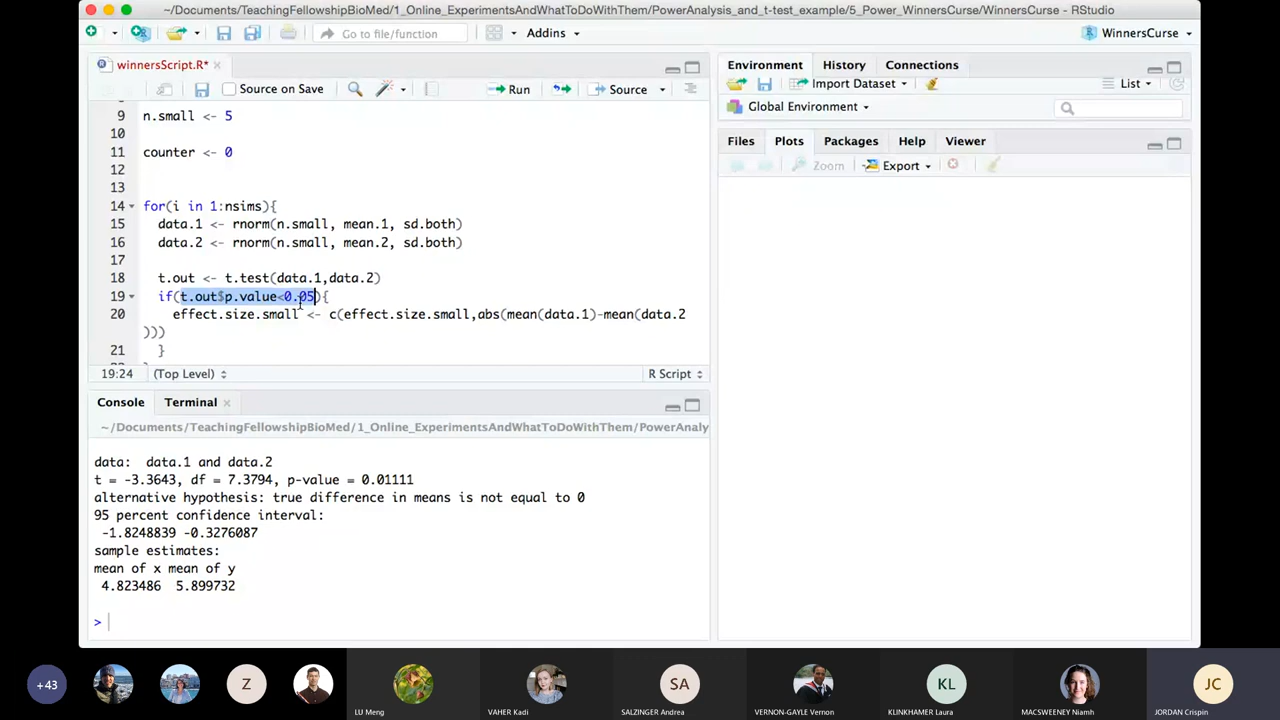 ~/Documents/TeachingFellowshipBioMed/1_Online_ExperimentsAndWhatToDoWithThem/PowerAnalysis_and_t-test_example/5_Power_WinnersCurse/WinnersCurse - RStudio
Go to file/function
Addins
WinnersCurse
winnersScript.R*
Source on Save
Run
Source
9 n.small <- 5
10
11 counter <- 0
12
13
14 for(i in 1:nsims){
15 data.1 <- rnorm(n.small, mean.1, sd.both)
16 data.2 <- rnorm(n.small, mean.2, sd.both)
17
18 t.out <- t.test(data.1,data.2)
19 if(t.out$p.value<0.05){
20 effect.size.small <- c(effect.size.small,abs(mean(data.1)-mean(data.2
)))
21 }
19:24 (Top Level) R Script
Console Terminal
~/Documents/TeachingFellowshipBioMed/1_Online_ExperimentsAndWhatToDoWithThem/PowerAnaly
data: data.1 and data.2
t = -3.3643, df = 7.3794, p-value = 0.01111
alternative hypothesis: true difference in means is not equal to 0
95 percent confidence interval:
-1.8248839 -0.3276087
sample estimates:
mean of x mean of y
4.823486 5.899732
>
Environment History Connections
Import Dataset List
Global Environment
Files Plots Packages Help Viewer
Zoom Export
+43 Z SA KL JC
LU Meng VAHER Kadi SALZINGER Andrea VERNON-GAYLE Vernon KLINKHAMER Laura MACSWEENEY Niamh JORDAN Crispin